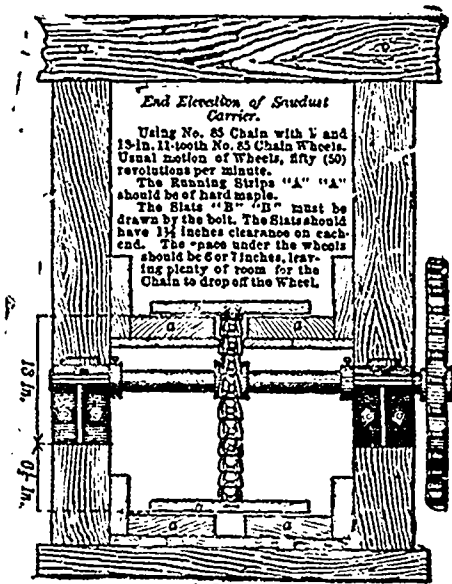 End Elevation of Sawdust
Carrier.
Using No. 85 Chain with ½ and
13-in. 11-tooth No. 85 Chain Wheels.
Usual motion of Wheels, fifty (50)
revolutions per minute.
The Running Strips "A" "A"
should be of hard maple.
The Slats "B" "B" must be
drawn by the bolt. The Slats should
have 1½ inches clearance on each
end. The space under the wheels
should be 6 or 7 inches, leav-
ing plenty of room for the
Chain to drop off the Wheel.
b
a a
13 In.
In.
a a